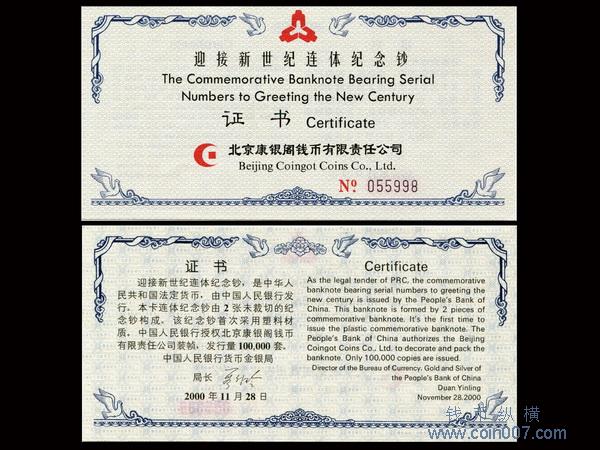 迎接新世纪连体纪念钞
The Commemorative Banknote Bearing Serial
Numbers to Greeting the New Century
证 书 Certificate
北京康银阁钱币有限责任公司
Beijing Coingot Coins Co., Ltd.
Nº 055998
证 书
迎接新世纪连体纪念钞，是中华人
民共和国法定货币，由中国人民银行发
行。本卡连体纪念钞由 2 张未裁切的纪
念钞构成，该纪念钞首次采用塑料材
质。中国人民银行授权北京康银阁钱币
有限责任公司装帧，发行量 100,000 套。
中国人民银行货币金银局
局长
2000 年 11 月 28 日
Certificate
As the legal tender of PRC, the commemorative
banknote bearing serial numbers to greeting the
new century is issued by the People's Bank of
China. This banknote is formed by 2 pieces of
commemorative banknote. It's the first time to
issue the plastic commemorative banknote. The
People's Bank of China authorizes the Beijing
Coingot Coins Co., Ltd. to decorate and pack the
banknote. Only 100,000 copies are issued.
Director of the Bureau of Currency, Gold and Silver of
the People's Bank of China
Duan Yinling
November 28.2000
钱币纵横
www.coin007.com